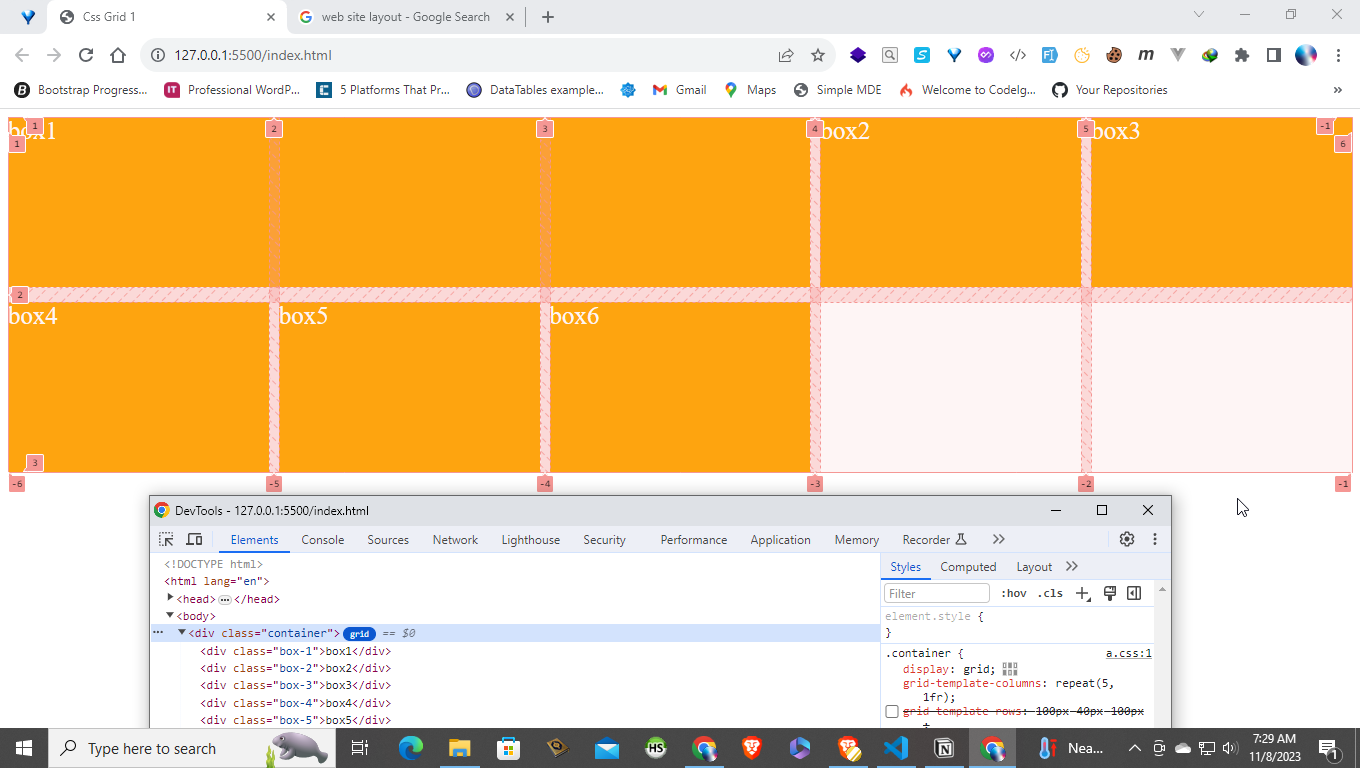 Css Grid 1
web site layout - Google Search
127.0.0.1:5500/index.html
Bootstrap Progress...
Professional WordP...
5 Platforms That Pr...
DataTables example...
Gmail
Maps
Simple MDE
Welcome to CodeIg...
Your Repositories
»
1 2 3 4 5 -1
1 6
box1 box2 box3
2
box4 box5 box6
3
-6 -5 -4 -3 -2 -1
DevTools - 127.0.0.1:5500/index.html
Elements Console Sources Network Lighthouse Security Performance Application Memory Recorder
<!DOCTYPE html>
<html lang="en">
<head> ••• </head>
<body>
<div class="container"> grid == $0
<div class="box-1">box1</div>
<div class="box-2">box2</div>
<div class="box-3">box3</div>
<div class="box-4">box4</div>
<div class="box-5">box5</div>
Styles Computed Layout
Filter :hov .cls
element.style {
}
.container { a.css:1
display: grid;
grid-template-columns: repeat(5,
1fr);
grid-template-rows: 100px 40px 100px
Type here to search
HS
Nea...
7:29 AM
11/8/2023
1